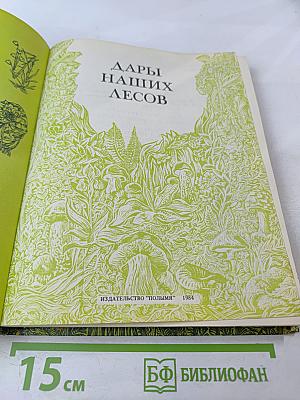 ДАРЫ
НАШИХ
ЛЕСОВ
ИЗДАТЕЛЬСТВО "ПОЛЫМЯ" 1984
15 см
БФ БИБЛИОФАН